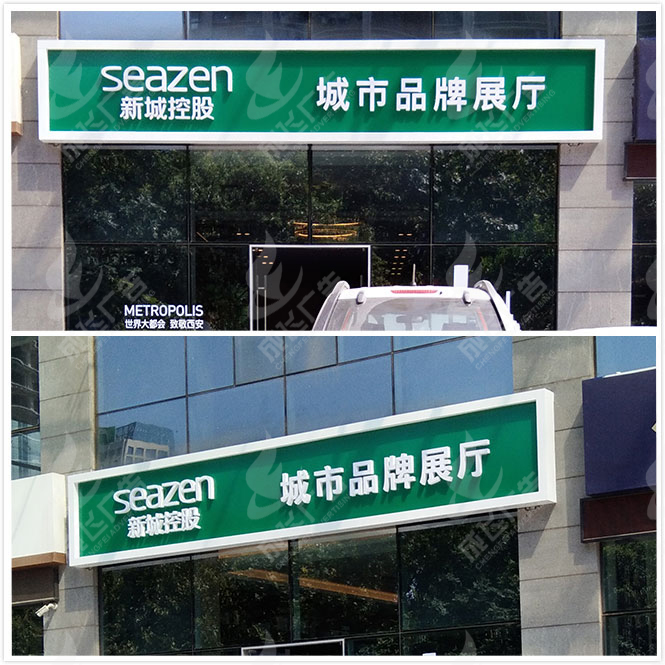 seazen
新城控股
城市品牌展厅
METROPOLIS
世界大都会 致敬西安
seazen
新城控股
城市品牌展厅